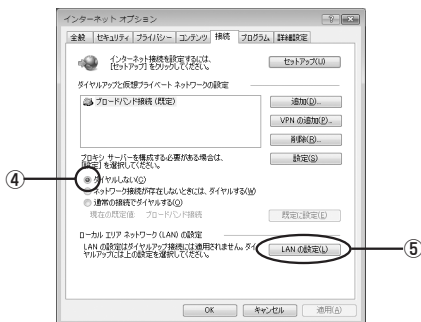 インターネット オプション
全般 セキュリティ プライバシー コンテンツ 接続 プログラム 詳細設定
インターネット接続を設定するには、 セットアップ(U)
[セットアップ] をクリックしてください。
ダイヤルアップと仮想プライベート ネットワークの設定
ブロードバンド接続 (既定) 追加(D)...
VPN の追加(P)...
削除(R)...
プロキシ サーバーを構成する必要がある場合は、 設定(S)
[設定] を選択してください。
④ ダイヤルしない(C)
ネットワーク接続が存在しないときには、ダイヤルする(W)
通常の接続でダイヤルする(O)
現在の既定値: ブロードバンド接続 既定に設定(E)
ローカル エリア ネットワーク (LAN) の設定
LAN の設定はダイヤルアップ接続には適用されません。ダイ LAN の設定(L) ⑤
ヤルアップには上の設定を選択してください。
OK キャンセル 適用(A)